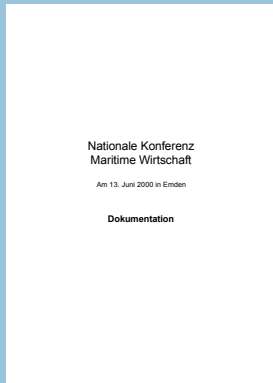 Nationale Konferenz
Maritime Wirtschaft
Am 13. Juni 2000 in Emden
Dokumentation